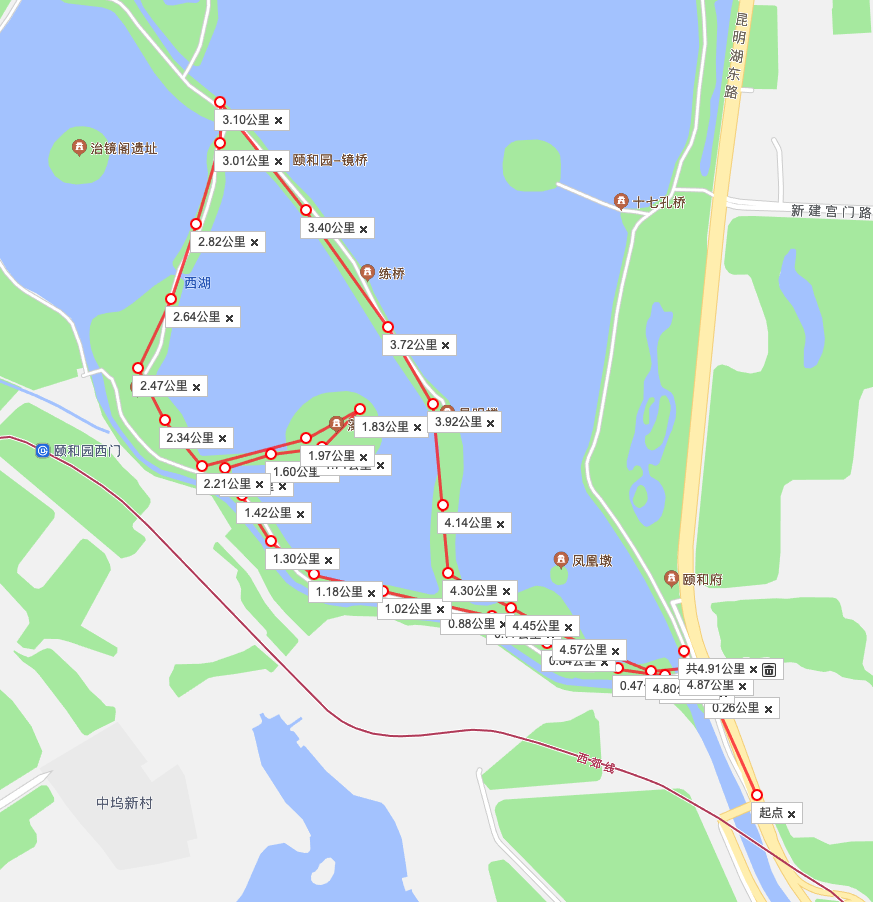 昆明湖东路
3.10公里
治镜阁遗址
3.01公里
颐和园-镜桥
十七孔桥
新建宫门路
3.40公里
2.82公里
练桥
西湖
2.64公里
3.72公里
2.47公里
3.92公里
1.83公里
2.34公里
颐和园西门
1.97公里
1.60公里
2.21公里
1.42公里
4.14公里
1.30公里
凤凰墩
颐和府
1.18公里
4.30公里
1.02公里
0.88公里
4.45公里
4.57公里
共4.91公里
0.47
4.80
4.87公里
0.26公里
西郊线
中坞新村
起点